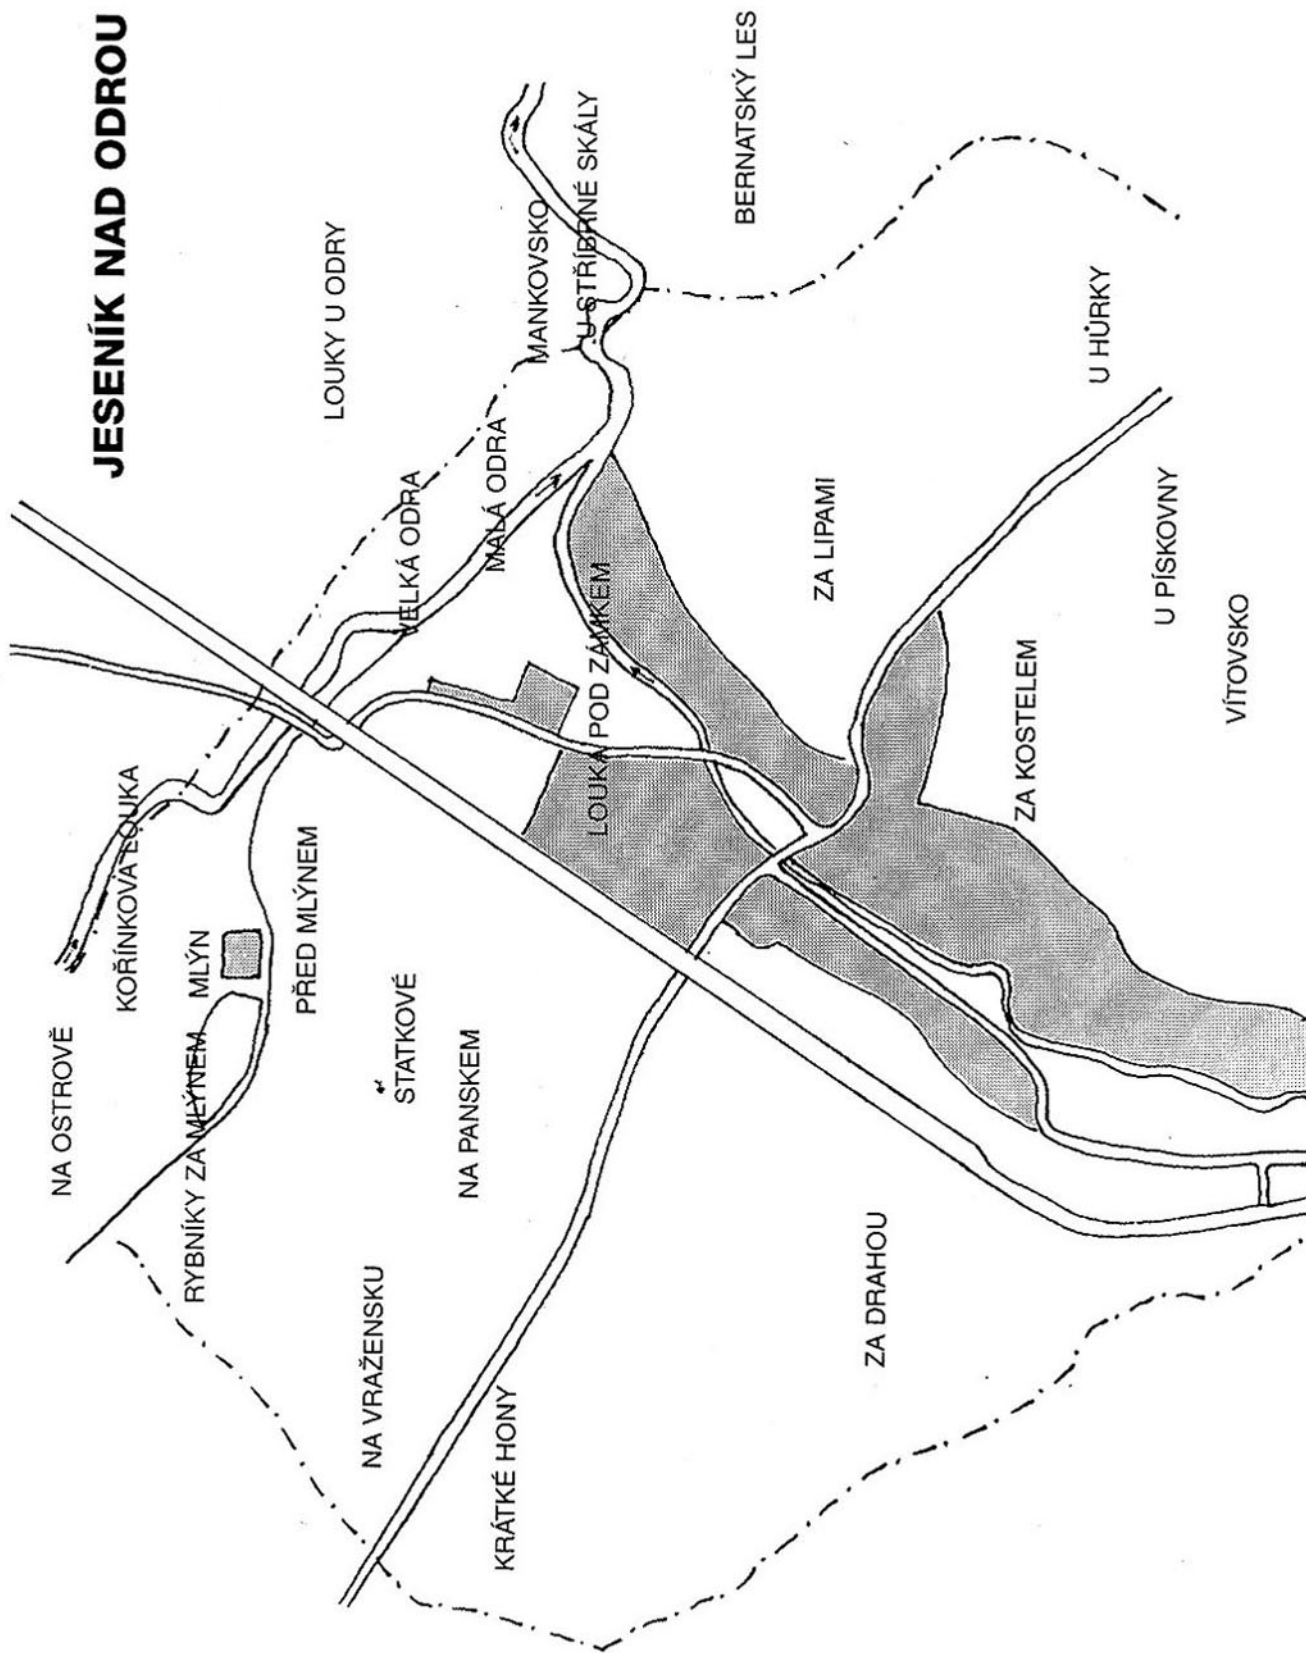 JESENÍK NAD ODROU
NA OSTROVĚ
KOŘÍNKOVA LOUKA
RYBNÍKY ZA MLÝNEM
MLÝN
PŘED MLÝNEM
LOUKY U ODRY
NA VRAŽENSKU
ŠTATKOVÉ
VELKÁ ODRA
NA PANSKEM
MALÁ ODRA
KRÁTKÉ HONY
MANKOVSKO
U STŘÍBRNÉ SKÁLY
LOUKA POD ZÁMKEM
BERNATSKÝ LES
ZA LIPAMI
ZA DRAHOU
ZA KOSTELEM
U HŮRKY
U PÍSKOVNY
VÍTOVSKO